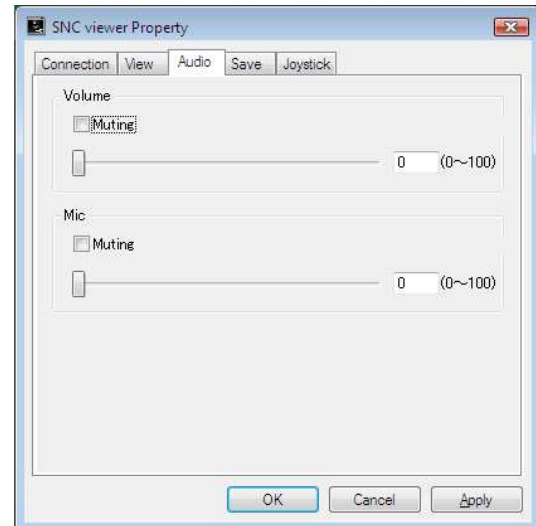 SNC viewer Property
Connection View Audio Save Joystick
Volume
Muting
0 (0～100)
Mic
Muting
0 (0～100)
OK Cancel Apply